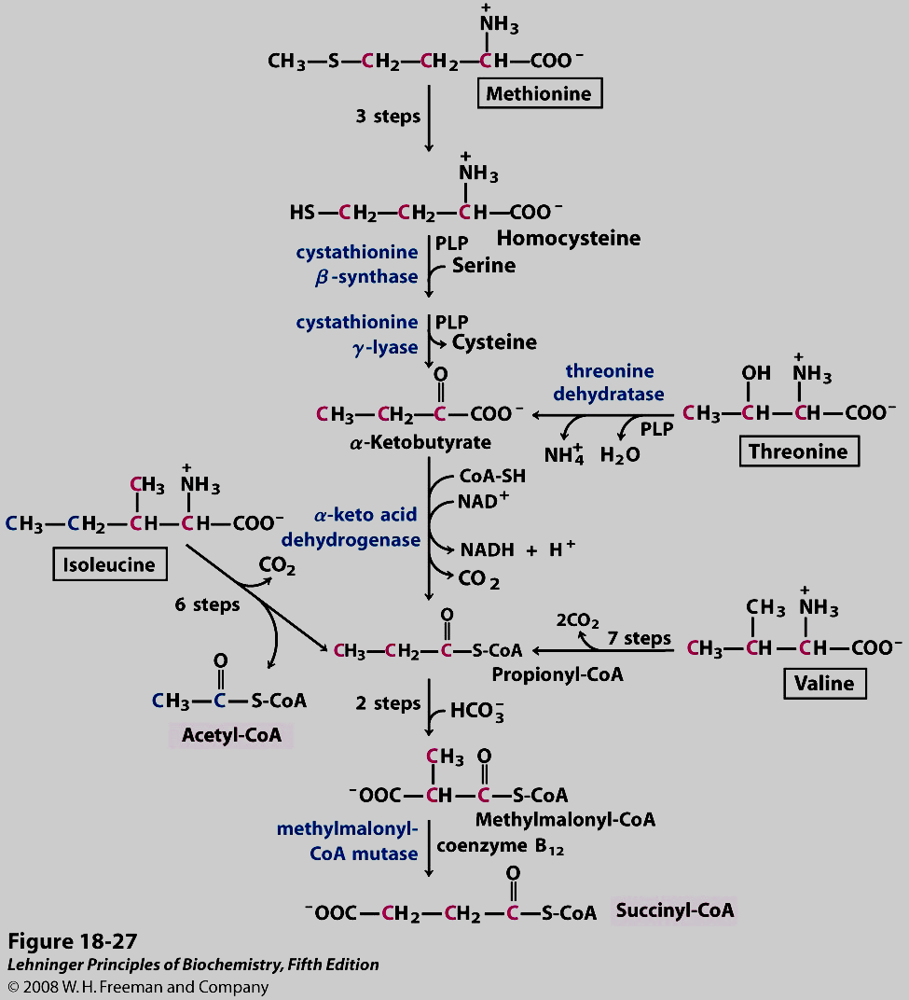 +
NH3
CH3—S—CH2—CH2—CH—COO−
Methionine
3 steps
+
NH3
HS—CH2—CH2—CH—COO−
Homocysteine
cystathionine
β-synthase
PLP
Serine
cystathionine
γ-lyase
PLP
Cysteine
O
CH3—CH2—C—COO−
α-Ketobutyrate
threonine
dehydratase
PLP
NH4+ H2O
+
OH NH3
CH3—CH—CH—COO−
Threonine
CoA-SH
NAD+
α-keto acid
dehydrogenase
NADH + H+
CO2
+
CH3 NH3
CH3—CH2—CH—CH—COO−
Isoleucine
CO2
6 steps
O
CH3—C—S-CoA
Acetyl-CoA
O
CH3—CH2—C—S-CoA
Propionyl-CoA
2CO2
7 steps
+
CH3 NH3
CH3—CH—CH—COO−
Valine
2 steps
HCO3−
CH3 O
−OOC—CH—C—S-CoA
Methylmalonyl-CoA
methylmalonyl-
CoA mutase
coenzyme B12
O
−OOC—CH2—CH2—C—S-CoA
Succinyl-CoA
Figure 18-27
Lehninger Principles of Biochemistry, Fifth Edition
© 2008 W. H. Freeman and Company